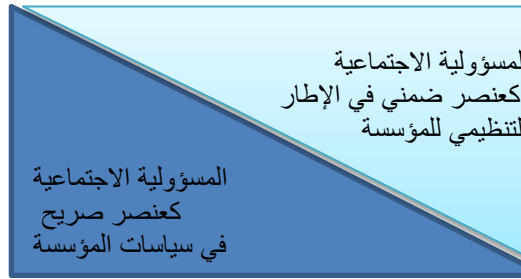 لمسؤولية الاجتماعية
كعنصر ضمني في الإطار
لتنظيمي للمؤسسة
المسؤولية الاجتماعية
كعنصر صريح
في سياسات المؤسسة